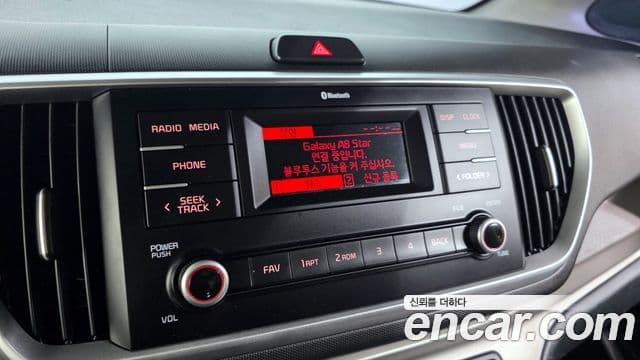 Bluetooth
RADIO MEDIA
PHONE
SEEK
TRACK
POWER
PUSH
VOL
Galaxy A8 Star
연결 중입니다.
블루투스 기능을 켜 주십시오.
2 신규 등록
DISP CLOCK
MENU
FOLDER
FILE
TUNE
FAV 1 RPT 2 RDM 3 4 BACK
신뢰를 더하다
encar.com